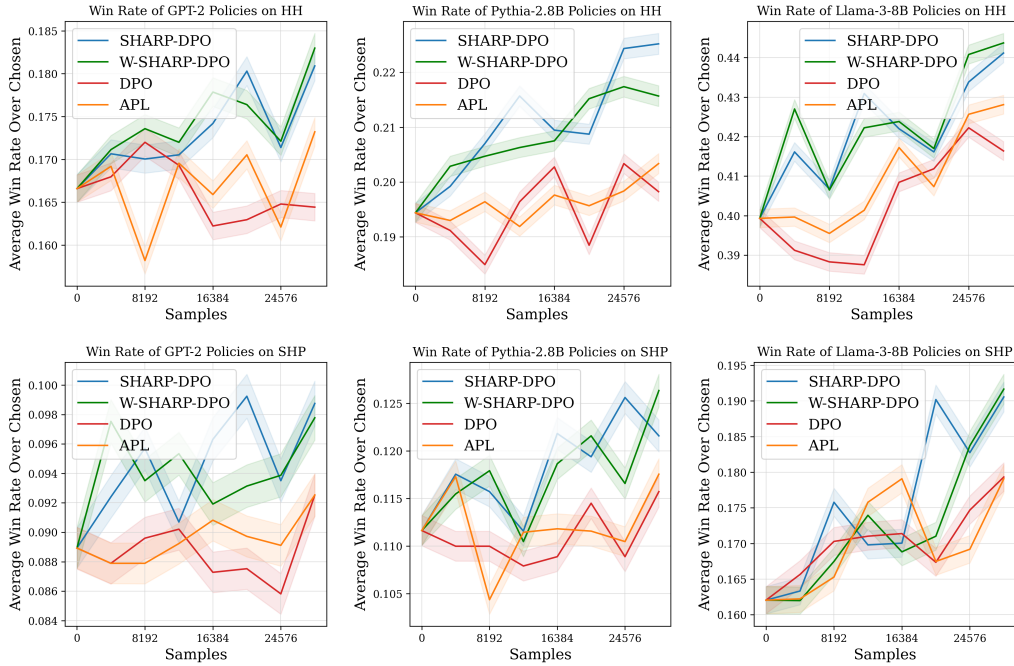 Win Rate of GPT-2 Policies on HH
Average Win Rate Over Chosen
0.185
0.180
0.175
0.170
0.165
0.160
SHARP-DPO
W-SHARP-DPO
DPO
APL
0
8192
16384
24576
Samples
Win Rate of Pythia-2.8B Policies on HH
Average Win Rate Over Chosen
0.22
0.21
0.20
0.19
SHARP-DPO
W-SHARP-DPO
DPO
APL
0
8192
16384
24576
Samples
Win Rate of Llama-3-8B Policies on HH
Average Win Rate Over Chosen
0.44
0.43
0.42
0.41
0.40
0.39
SHARP-DPO
W-SHARP-DPO
DPO
APL
0
8192
16384
24576
Samples
Win Rate of GPT-2 Policies on SHP
Average Win Rate Over Chosen
0.100
0.098
0.096
0.094
0.092
0.090
0.088
0.086
0.084
SHARP-DPO
W-SHARP-DPO
DPO
APL
0
8192
16384
24576
Samples
Win Rate of Pythia-2.8B Policies on SHP
Average Win Rate Over Chosen
0.125
0.120
0.115
0.110
0.105
SHARP-DPO
W-SHARP-DPO
DPO
APL
0
8192
16384
24576
Samples
Win Rate of Llama-3-8B Policies on SHP
Average Win Rate Over Chosen
0.195
0.190
0.185
0.180
0.175
0.170
0.165
0.160
SHARP-DPO
W-SHARP-DPO
DPO
APL
0
8192
16384
24576
Samples